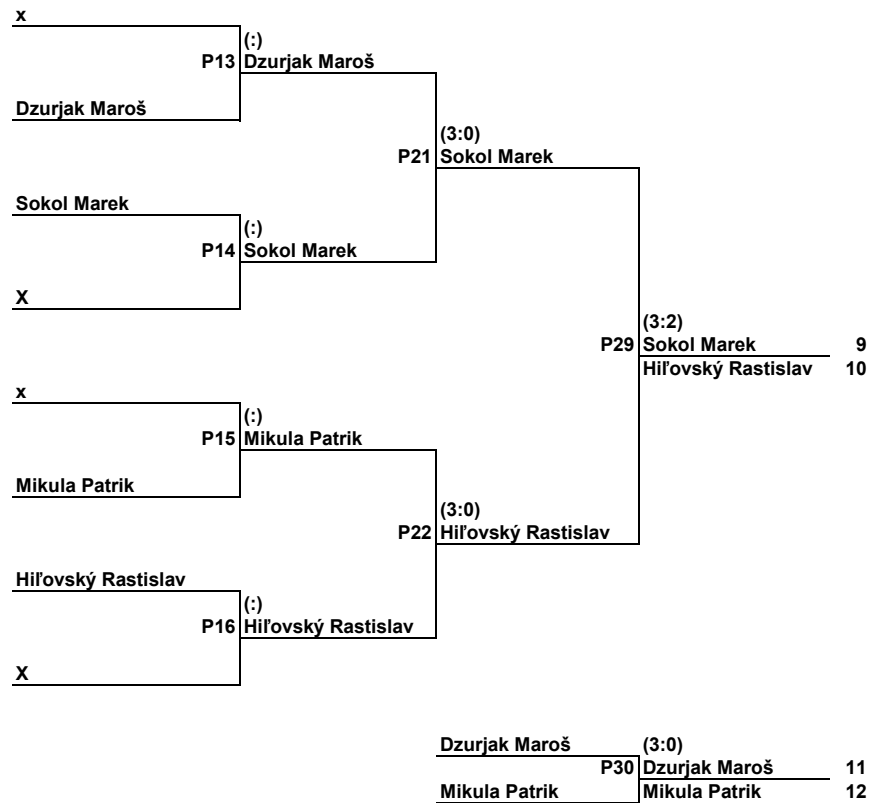 x
(:)
P13 Dzurjak Maroš
Dzurjak Maroš
(3:0)
P21 Sokol Marek
Sokol Marek
(:)
P14 Sokol Marek
X
(3:2)
P29 Sokol Marek 9
Hiľovský Rastislav 10
x
(:)
P15 Mikula Patrik
Mikula Patrik
(3:0)
P22 Hiľovský Rastislav
Hiľovský Rastislav
(:)
P16 Hiľovský Rastislav
X
Dzurjak Maroš (3:0)
P30 Dzurjak Maroš 11
Mikula Patrik Mikula Patrik 12